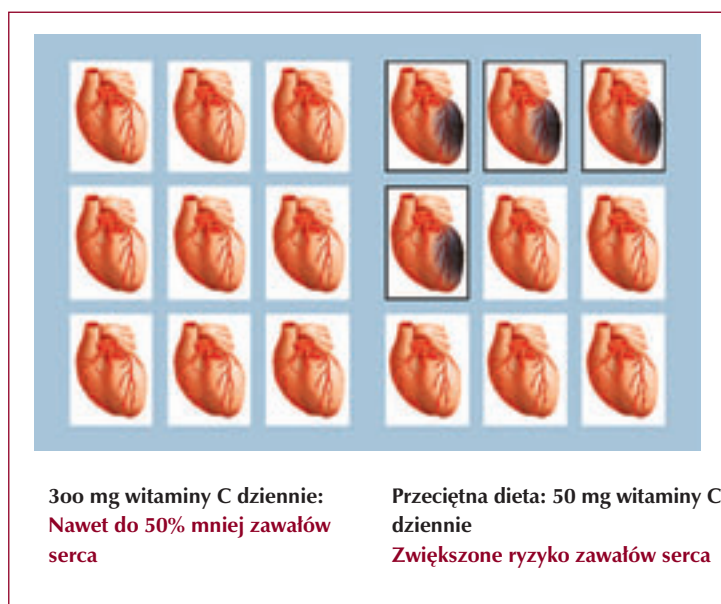 300 mg witaminy C dziennie:
Nawet do 50% mniej zawałów
serca
Przeciętna dieta: 50 mg witaminy C
dziennie
Zwiększone ryzyko zawałów serca